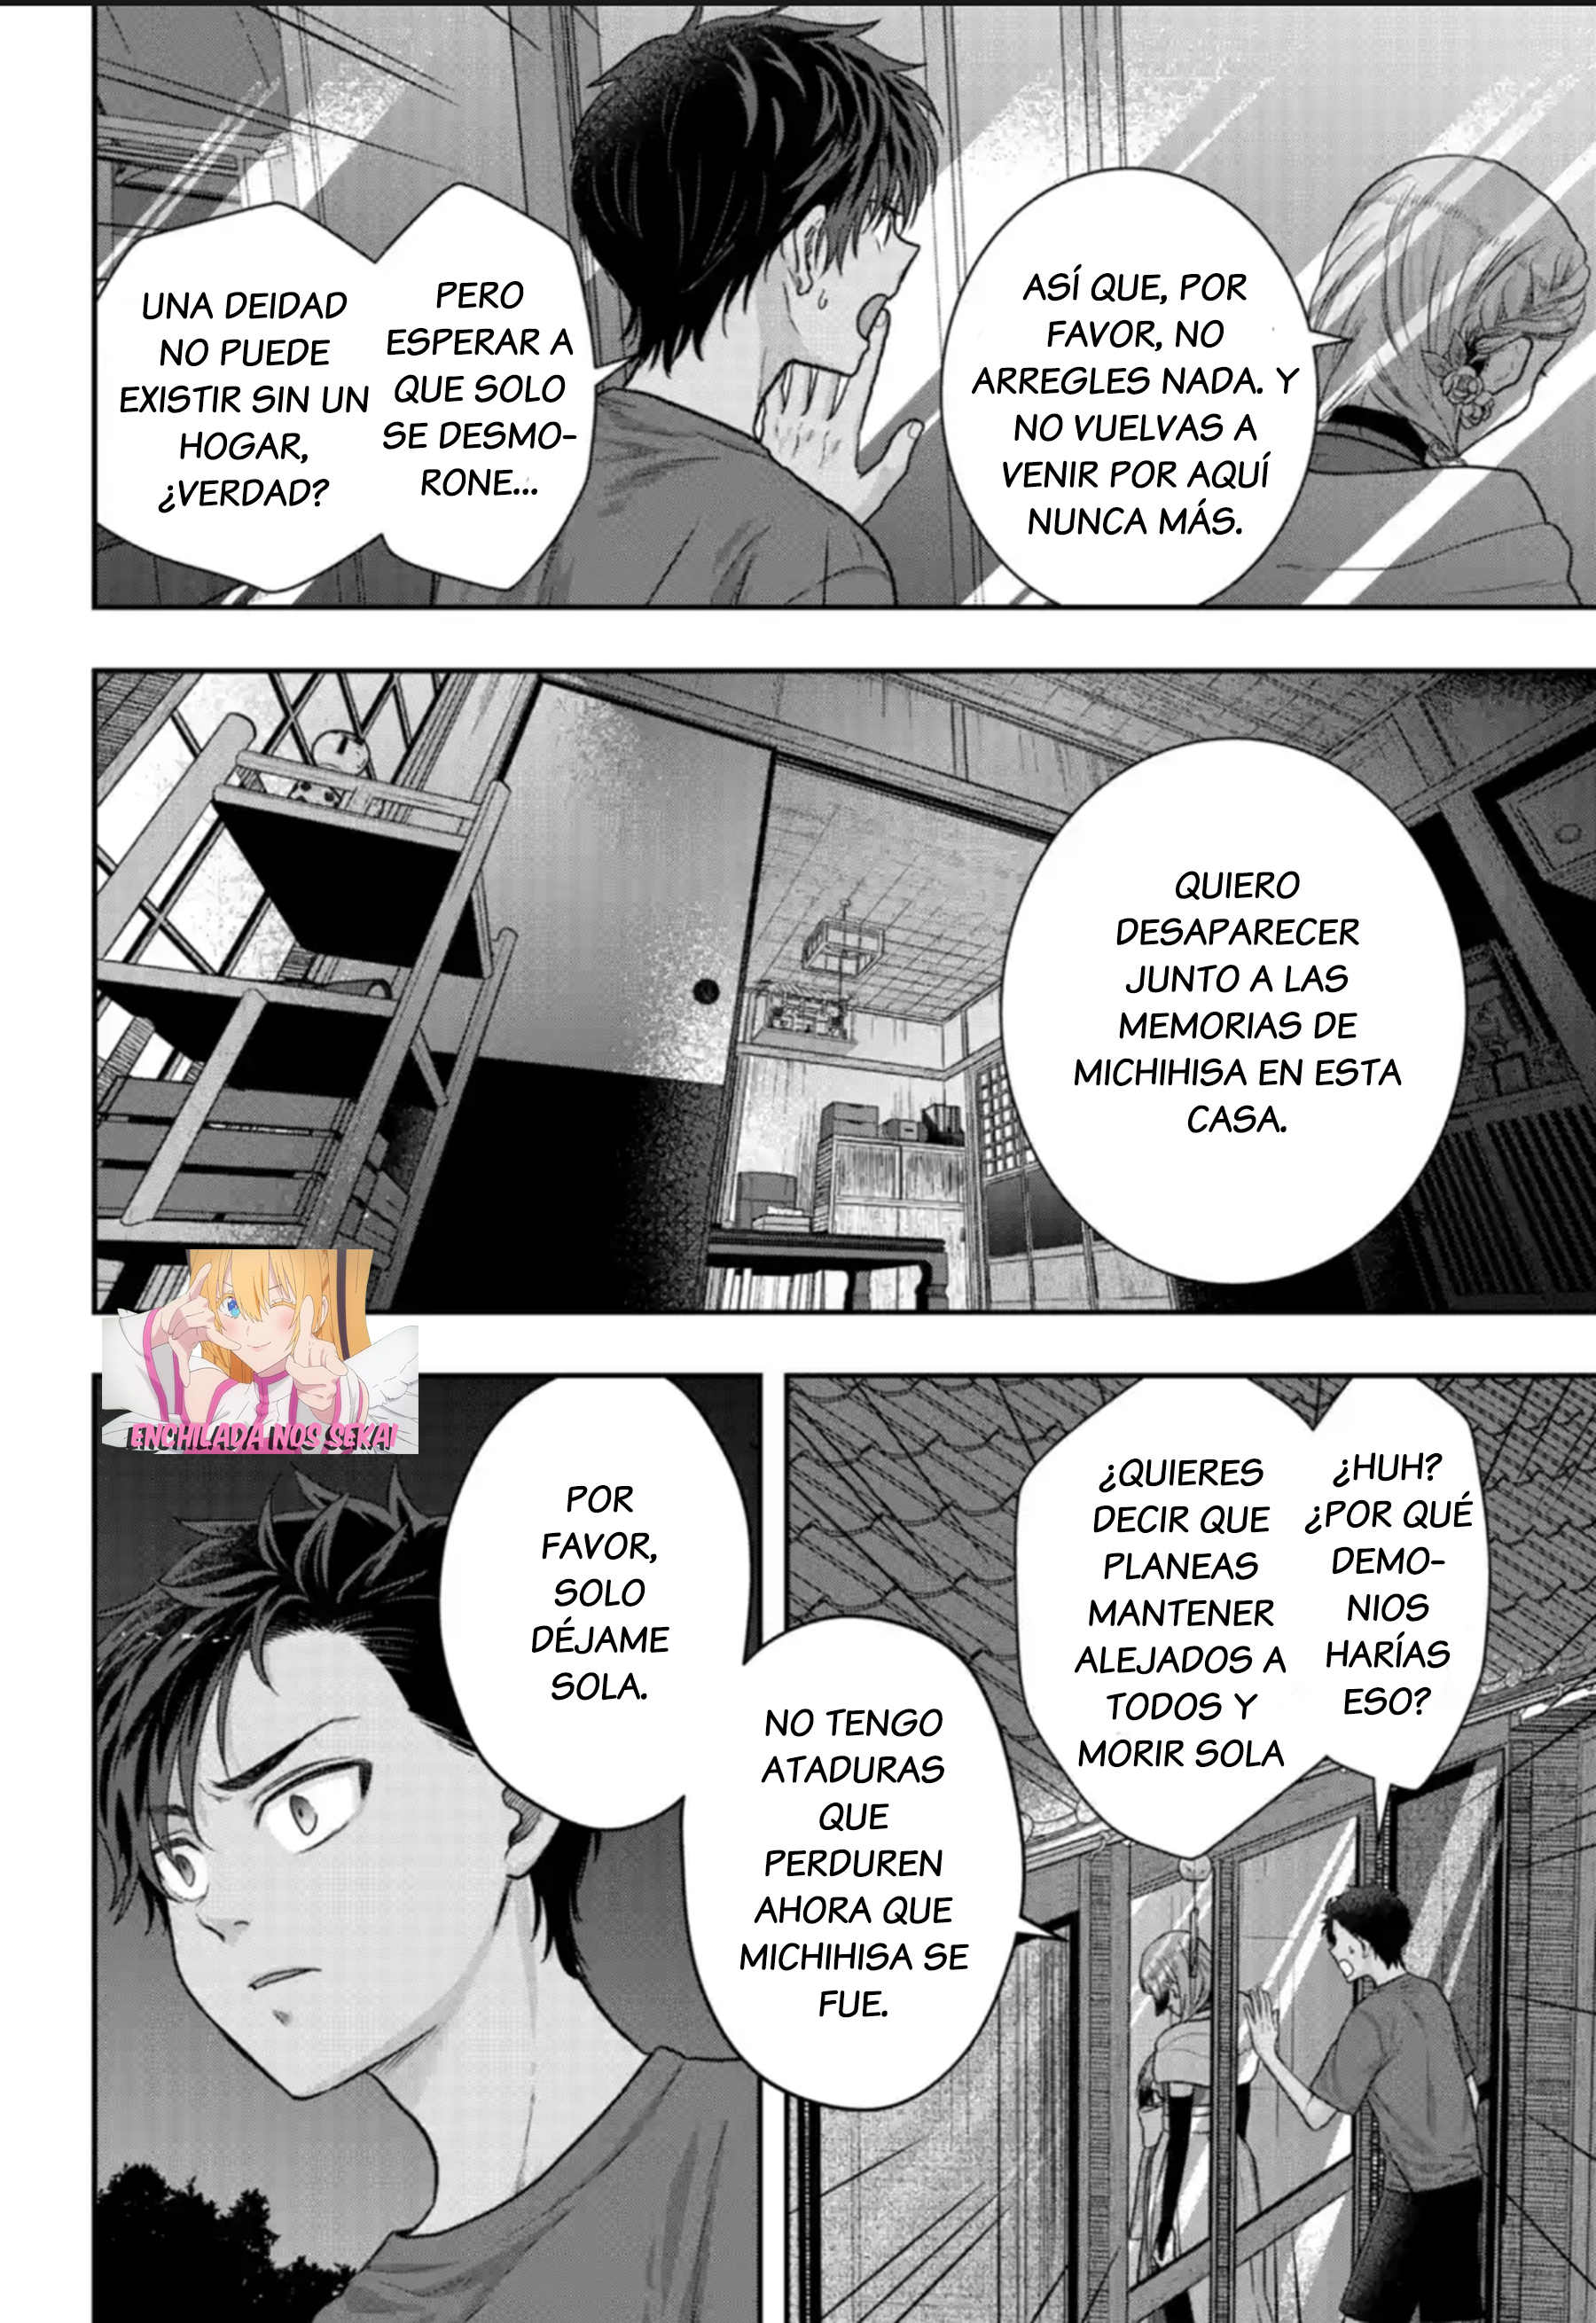 ASÍ QUE, POR
FAVOR, NO
ARREGLES NADA. Y
NO VUELVAS A
VENIR POR AQUÍ
NUNCA MÁS.
PERO
ESPERAR A
QUE SOLO
SE DESMO-
RONE...
UNA DEIDAD
NO PUEDE
EXISTIR SIN UN
HOGAR,
¿VERDAD?
QUIERO
DESAPARECER
JUNTO A LAS
MEMORIAS DE
MICHIHISA EN ESTA
CASA.
¿HUH?
¿POR QUÉ
DEMO-
NIOS
HARÍAS
ESO?
¿QUIERES
DECIR QUE
PLANEAS
MANTENER
ALEJADOS A
TODOS Y
MORIR SOLA
NO TENGO
ATADURAS
QUE
PERDUREN
AHORA QUE
MICHIHISA SE
FUE.
POR
FAVOR,
SOLO
DÉJAME
SOLA.
ENCHILADA NOS SEKAI